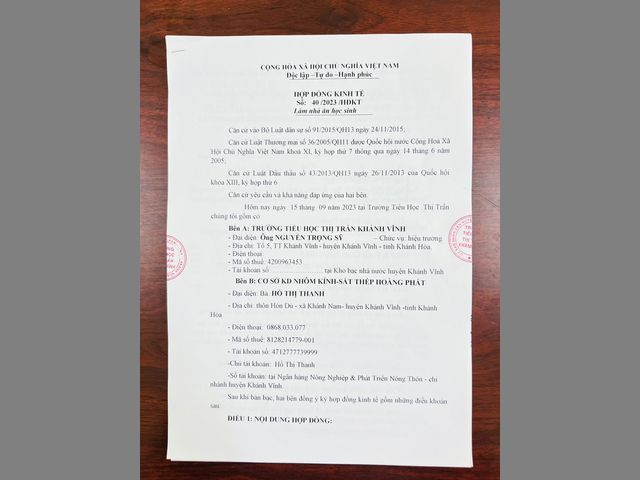 CỘNG HÒA XÃ HỘI CHỦ NGHĨA VIỆT NAM
Độc lập –Tự do –Hạnh phúc
HỢP ĐỒNG KINH TẾ
Số: 40 /2023 /HDKT
Làm nhà ăn học sinh
Căn cứ vào Bô Luật dân sự số 91/2015/QH13 ngày 24/11/2015;
Căn cứ Luật Thương mại số 36/2005/QH11 được Quốc hội nước Cộng Hoà Xã
Hội Chủ Nghĩa Việt Nam khoá XI, kỳ họp thứ 7 thông qua ngày 14 tháng 6 năm
2005;
Căn cứ Luật Đấu thầu số 43/2013/QH13 ngày 26/11/2013 của Quốc hội
khóa XIII, kỳ họp thứ 6
Căn cứ yêu cầu và khả năng đáp ứng của hai bên.
Hôm nay ngày 15 tháng 09 năm 2023 tại Trường Tiểu Học Thị Trấn
chúng tôi gồm co:
Bên A: TRƯỜNG TIỂU HỌC THỊ TRẤN KHÁNH VĨNH
- Đại diện: Ông NGUYỄN TRỌNG SỸ – Chức vụ: hiệu trưởng
- Địa chỉ: Tổ 5, TT Khánh Vĩnh - huyện Khánh Vĩnh - tỉnh Khánh Hòa.
- Điện thoại:
- Mã số thuế: 4200963453
- Tài khoản số ........................ tại Kho bạc nhà nước huyện Khánh Vĩnh
Bên B: CƠ SỞ KD NHÔM KÍNH-SẮT THÉP HOÀNG PHÁT
- Đại diện: Bà. HỒ THỊ THANH
- Địa chỉ: thôn Hòn Dù - xã Khánh Nam- huyện Khánh Vĩnh -tỉnh Khánh
Hòa
- Điện thoại: 0868.033.077
- Mã số thuế: 8128214779-001
- Tài khoản số: 4712777739999
-Chủ tài khoản: Hồ Thị Thanh
-Số tài khoản: tại Ngân hàng Nông Nghiệp & Phát Triển Nông Thôn - chi
nhánh huyện Khánh Vĩnh.
Sau khi bàn bạc, hai bên đồng ý ký hợp đồng kinh tế gồm những điều khoản
sau:
ĐIỀU 1: NỘI DUNG HỢP ĐỒNG: